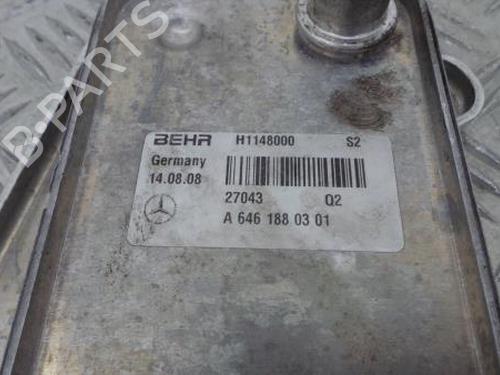 B-PARTS
BEHR H1148000 S2
Germany
14.08.08
27043 Q2
A 646 188 03 01